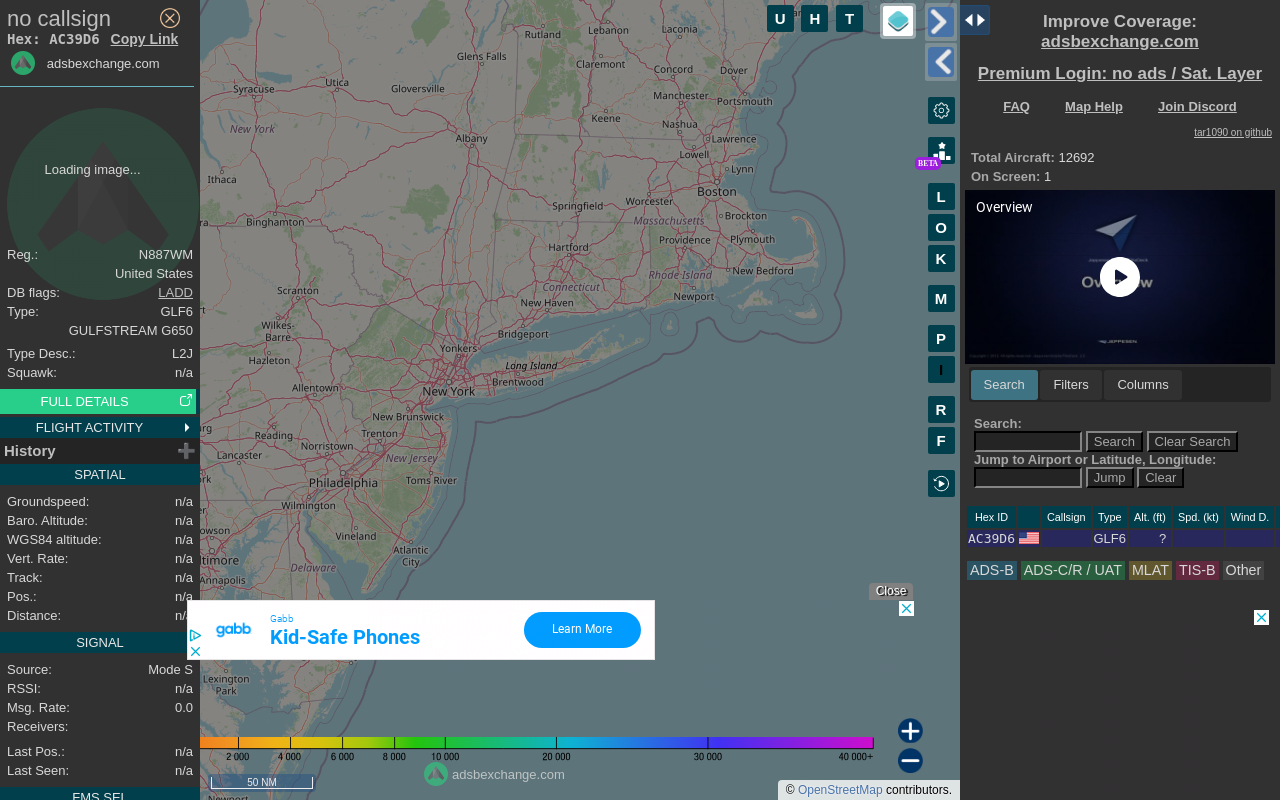 no callsign
Hex: AC39D6 Copy Link
adsbexchange.com
Loading image...
Reg.: N887WM
United States
DB flags: LADD
Type: GLF6
GULFSTREAM G650
Type Desc.: L2J
Squawk: n/a
FULL DETAILS
FLIGHT ACTIVITY
History
SPATIAL
Groundspeed: n/a
Baro. Altitude: n/a
WGS84 altitude: n/a
Vert. Rate: n/a
Track: n/a
Pos.: n/a
Distance: n/a
SIGNAL
Source: Mode S
RSSI: n/a
Msg. Rate: 0.0
Receivers:
Last Pos.: n/a
Last Seen: n/a
FMS SEL
Rutland
Lebanon
Laconia
Glens Falls
Claremont
Concord
Dover
Utica
Syracuse
Gloversville
Manchester
Portsmouth
Keene
New York
Nashua
Albany
Lawrence
Lowell
Lynn
Ithaca
Boston
Worcester
Springfield
Binghamton
Massachusetts
Brockton
Providence
Plymouth
Hartford
New Bedford
Rhode Island
Connecticut
Newport
Scranton
New Haven
Wilkes-
Barre
Bridgeport
Yonkers
Hazleton
Long Island
Brentwood
Allentown
New York
New Brunswick
Reading
Trenton
Norristown
Lancaster
New Jersey
Philadelphia
Toms River
Wilmington
Vineland
Atlantic
City
Annapolis
Delaware
Lexington
Park
U H T
BETA
L
O
K
M
P
I
R
F
Close
Gabb
gabb
Kid-Safe Phones
Learn More
2 000 4 000 6 000 8 000 10 000 20 000 30 000 40 000+
adsbexchange.com
50 NM
© OpenStreetMap contributors.
Improve Coverage:
adsbexchange.com
Premium Login: no ads / Sat. Layer
FAQ Map Help Join Discord
tar1090 on github
Total Aircraft: 12692
On Screen: 1
Overview
JEPPESEN
Search Filters Columns
Search:
Search Clear Search
Jump to Airport or Latitude, Longitude:
Jump Clear
Hex ID Callsign Type Alt. (ft) Spd. (kt) Wind D.
AC39D6 GLF6 ?
ADS-B ADS-C/R / UAT MLAT TIS-B Other